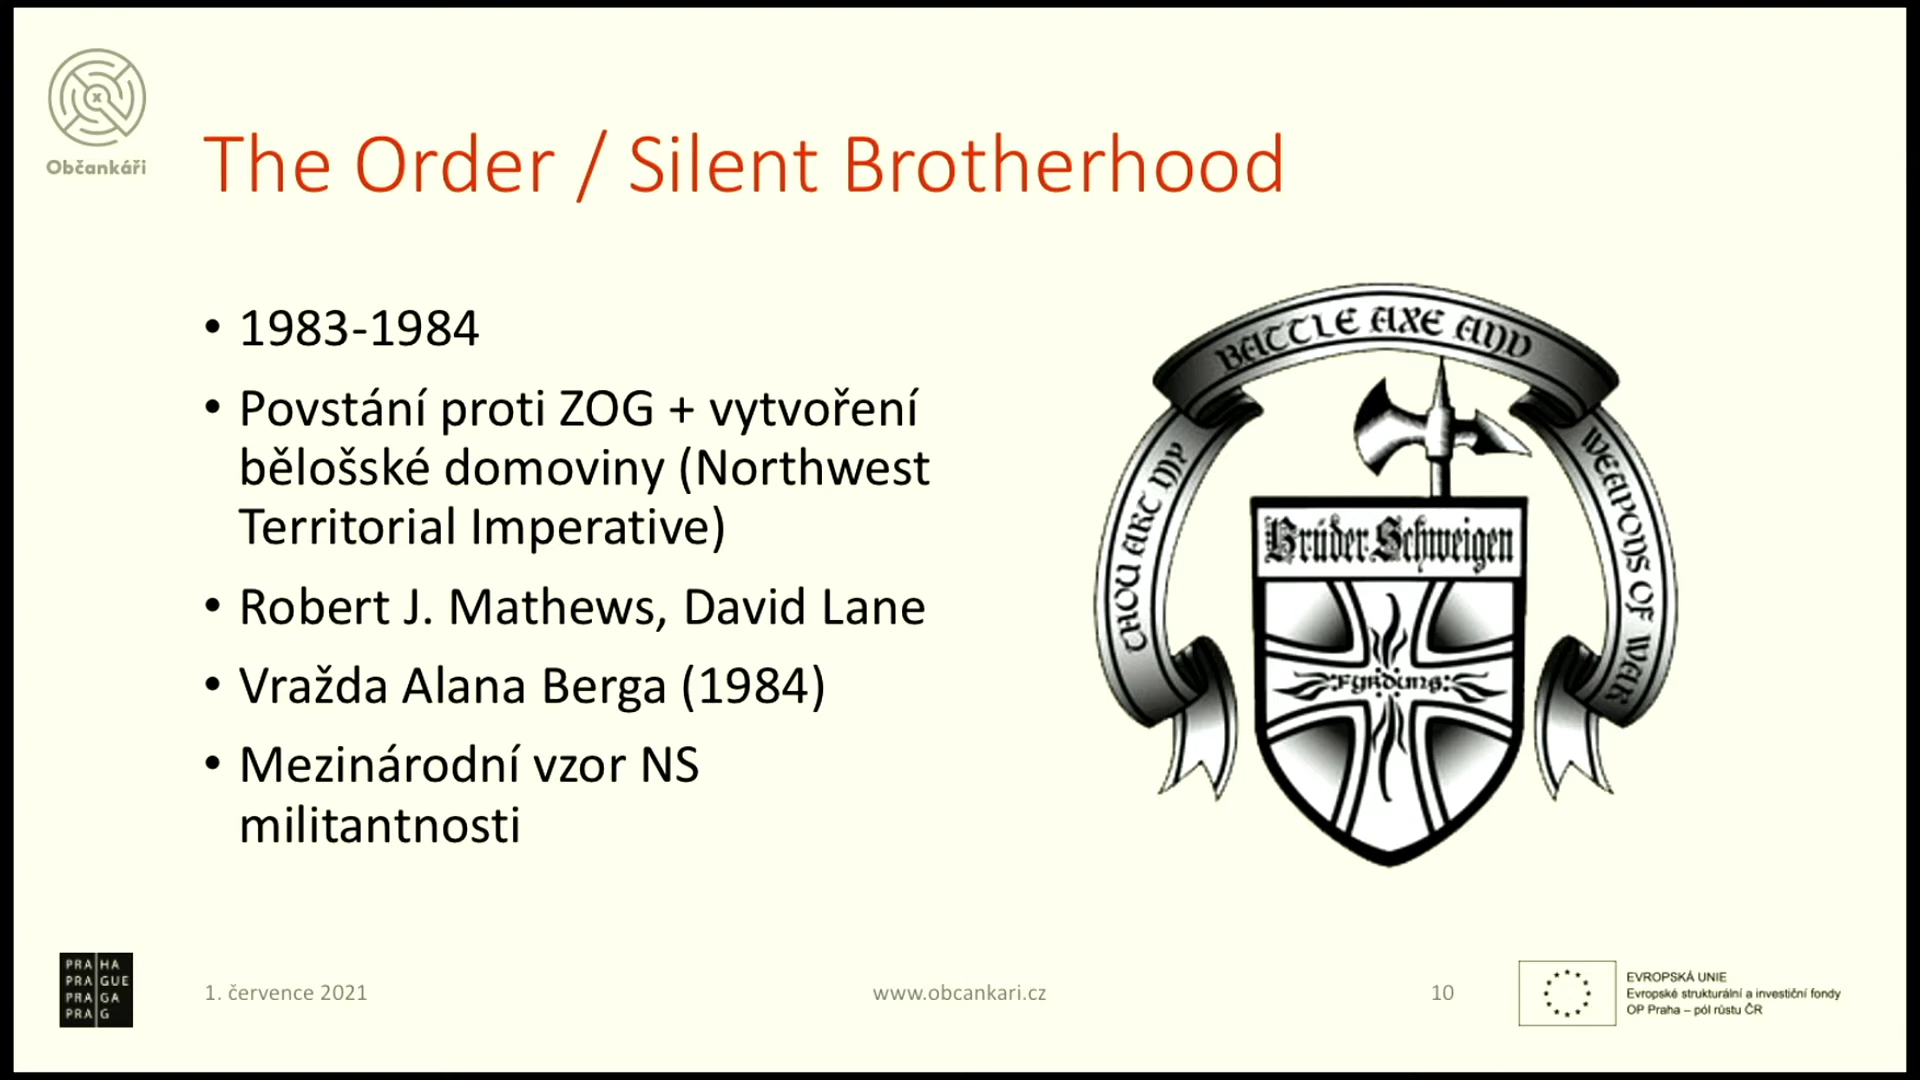 Občankáři
The Order / Silent Brotherhood
• 1983-1984
• Povstání proti ZOG + vytvoření
bělošské domoviny (Northwest
Territorial Imperative)
• Robert J. Mathews, David Lane
• Vražda Alana Berga (1984)
• Mezinárodní vzor NS
militantnosti
THOU ART MY
BATTLE AXE AND
WEAPONS OF WAR
Brüder Schweigen
FYRDUNG
PRA HA
PRA GUE
PRA GA
PRA G
1. července 2021
www.obcankari.cz
10
EVROPSKÁ UNIE
Evropské strukturální a investiční fondy
OP Praha – pól růstu ČR